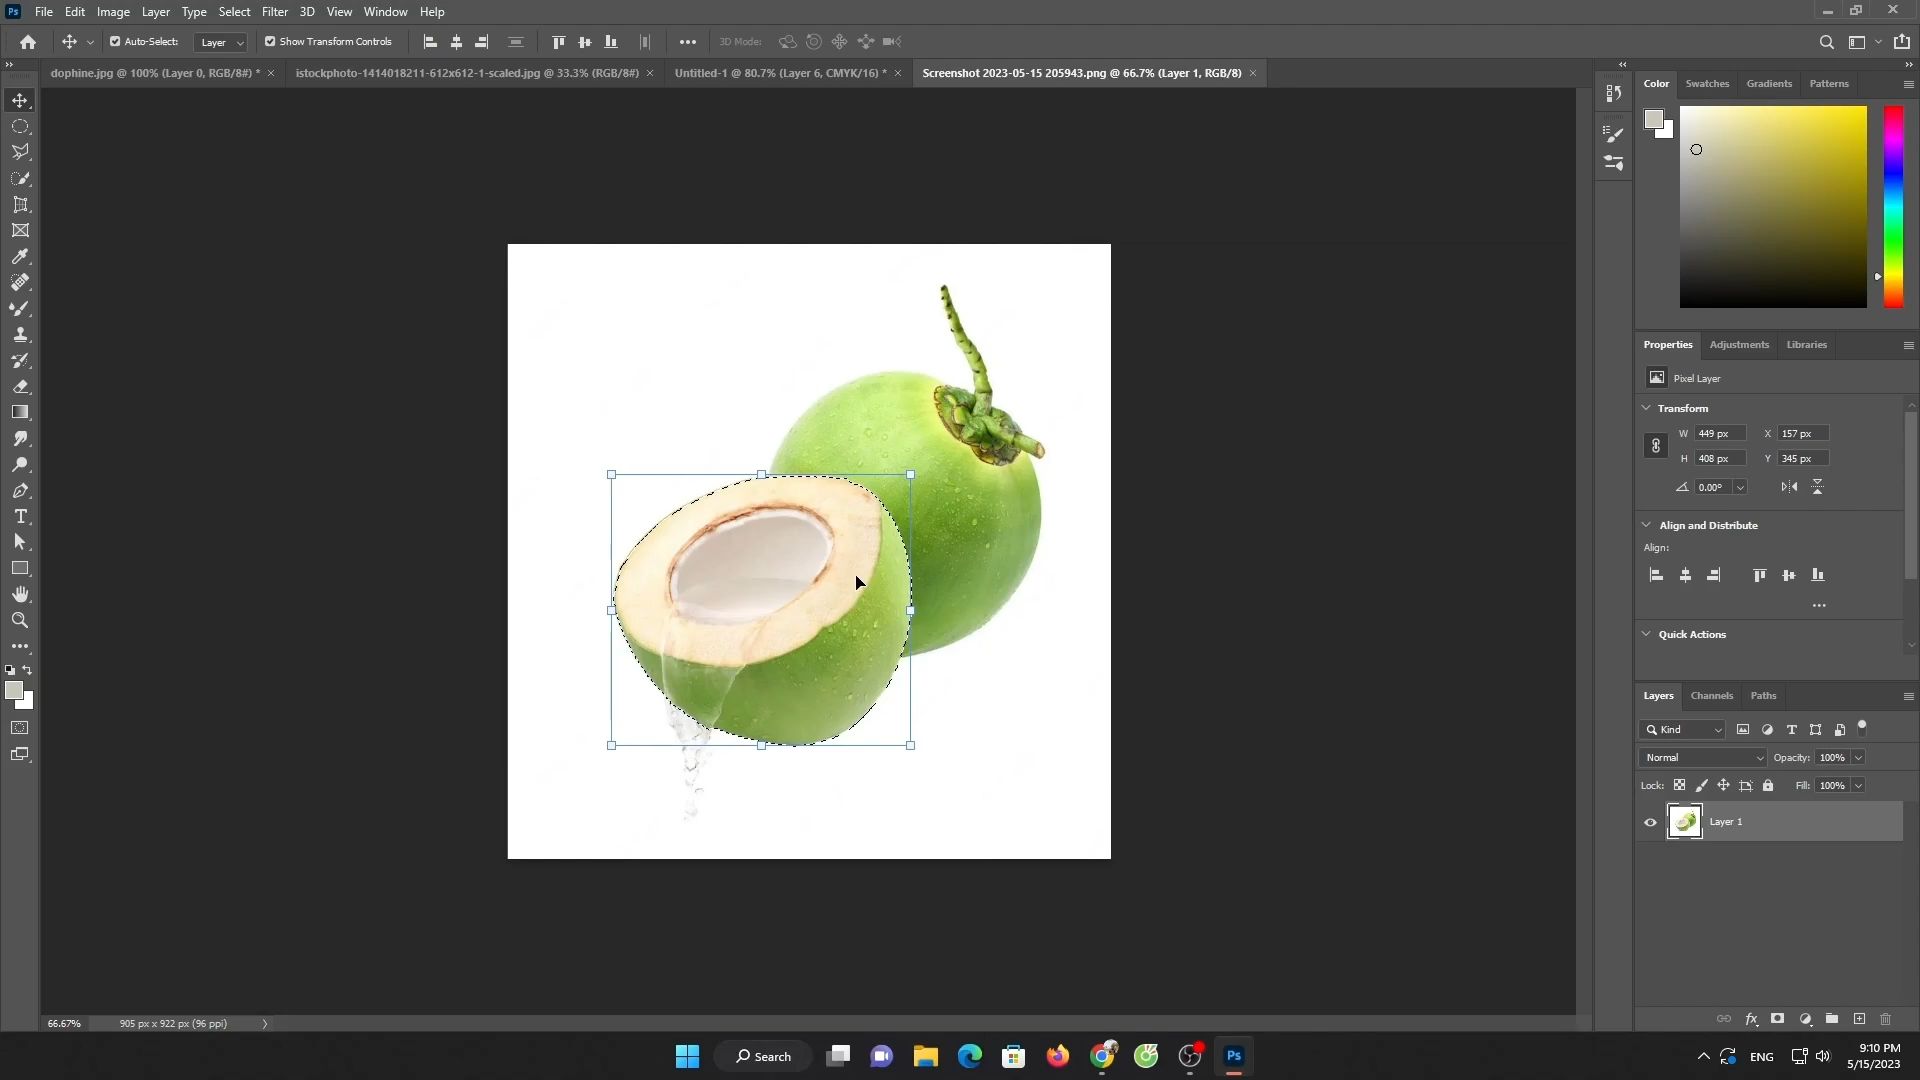 Ps File Edit Image Layer Type Select Filter 3D View Window Help
Auto-Select: Layer Show Transform Controls 3D Mode:
dophine.jpg @ 100% (Layer 0, RGB/8#) * istockphoto-1414018211-612x612-1-scaled.jpg @ 33.3% (RGB/8#) Untitled-1 @ 80.7% (Layer 6, CMYK/16) * Screenshot 2023-05-15 205943.png @ 66.7% (Layer 1, RGB/8)
Color Swatches Gradients Patterns
Properties Adjustments Libraries
Pixel Layer
Transform
W 449 px X 157 px
H 408 px Y 345 px
0.00°
Align and Distribute
Align:
Quick Actions
Layers Channels Paths
Kind
Normal Opacity: 100%
Lock: Fill: 100%
Layer 1
66.67% 905 px x 922 px (96 ppi)
Search Ps ENG 9:10 PM
5/15/2023